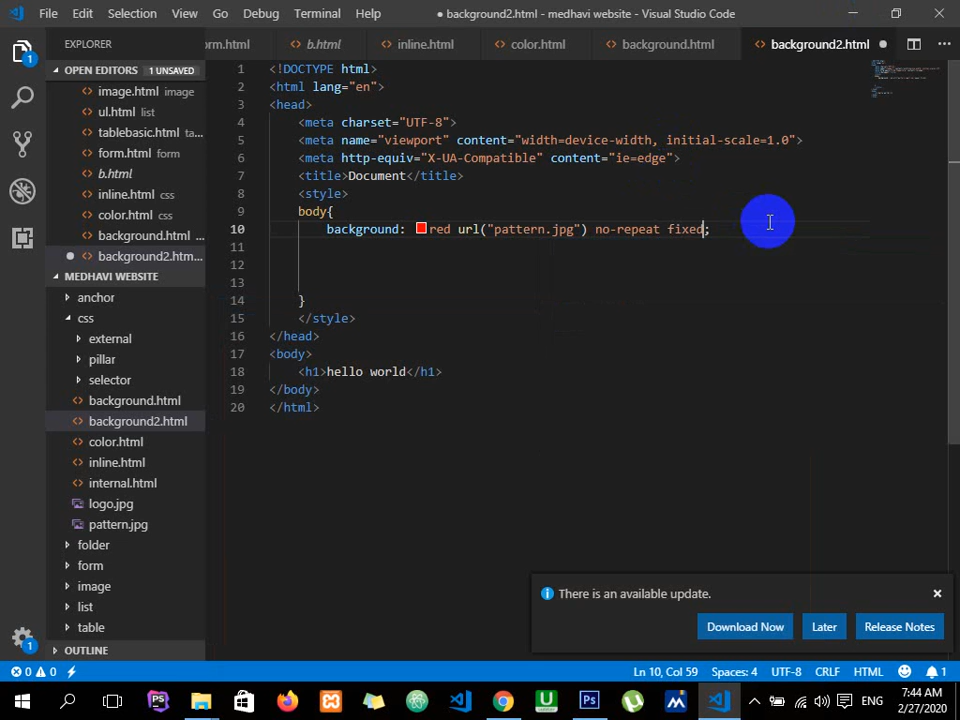 File Edit Selection View Go Debug Terminal Help
● background2.html - medhavi website - Visual Studio Code
EXPLORER
orm.html b.html inline.html color.html background.html background2.html
OPEN EDITORS 1 UNSAVED
image.html image
ul.html list
tablebasic.html ta...
form.html form
b.html
inline.html css
color.html css
background.html ...
background2.htm...
MEDHAVI WEBSITE
anchor
css
external
pillar
selector
background.html
background2.html
color.html
inline.html
internal.html
logo.jpg
pattern.jpg
folder
form
image
list
table
OUTLINE
1 <!DOCTYPE html>
2 <html lang="en">
3 <head>
4 <meta charset="UTF-8">
5 <meta name="viewport" content="width=device-width, initial-scale=1.0">
6 <meta http-equiv="X-UA-Compatible" content="ie=edge">
7 <title>Document</title>
8 <style>
9 body{
10 background: red url("pattern.jpg") no-repeat fixed;
11
12
13
14 }
15 </style>
16 </head>
17 <body>
18 <h1>hello world</h1>
19 </body>
20 </html>
There is an available update.
Download Now Later Release Notes
1
1
0 0 Ln 10, Col 59 Spaces: 4 UTF-8 CRLF HTML 1
ENG 7:44 AM
2/27/2020